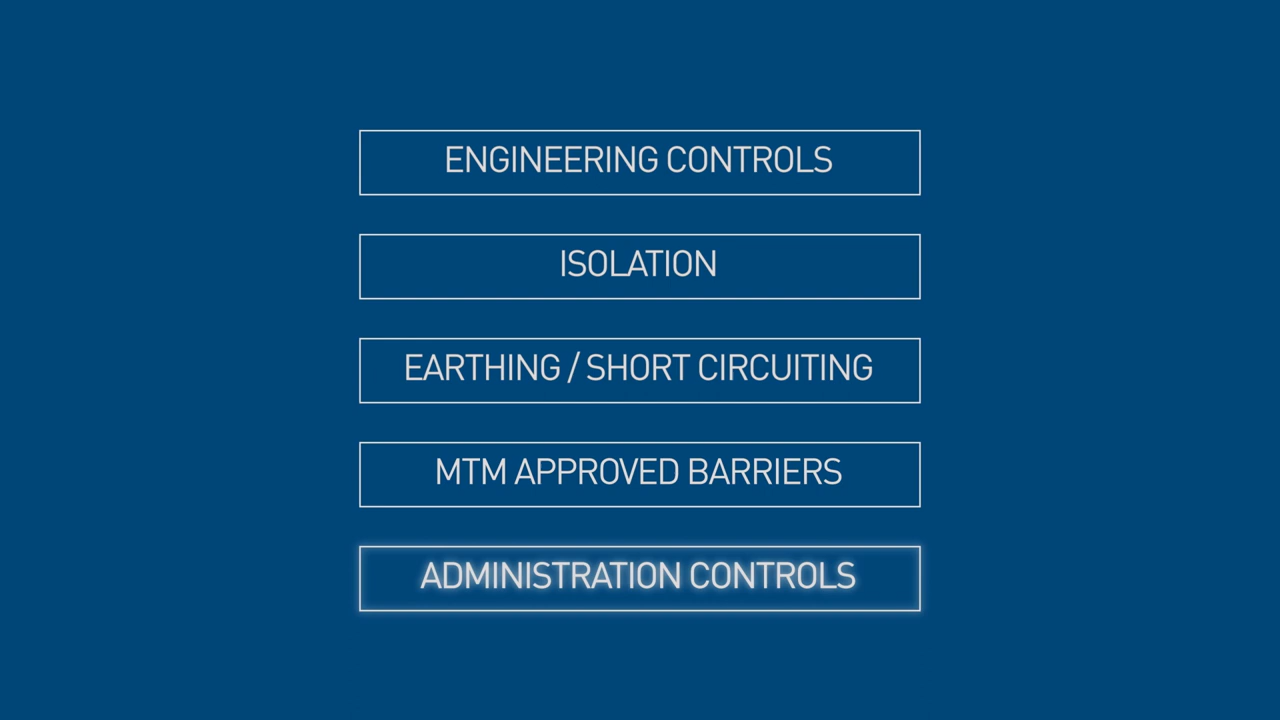 ENGINEERING CONTROLS
ISOLATION
EARTHING / SHORT CIRCUITING
MTM APPROVED BARRIERS
ADMINISTRATION CONTROLS